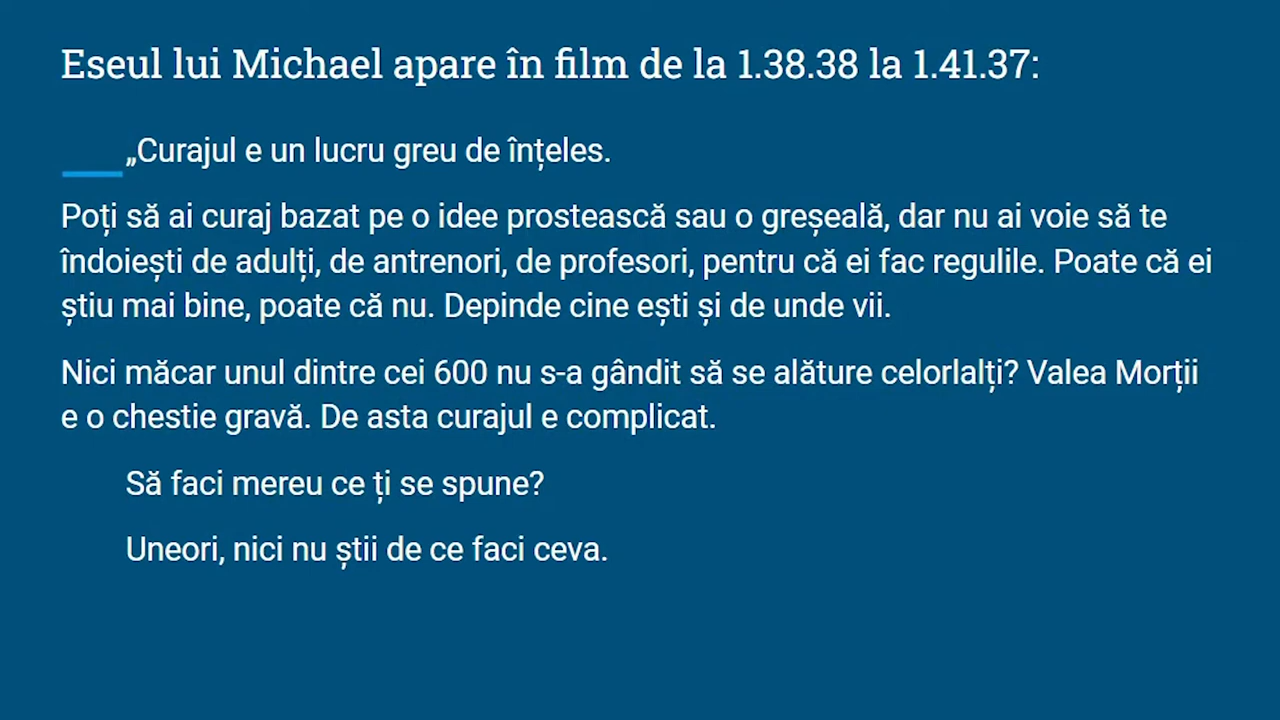 Eseul lui Michael apare în film de la 1.38.38 la 1.41.37:
„Curajul e un lucru greu de înțeles.
Poți să ai curaj bazat pe o idee prostească sau o greșeală, dar nu ai voie să te
îndoiești de adulți, de antrenori, de profesori, pentru că ei fac regulile. Poate că ei
știu mai bine, poate că nu. Depinde cine ești și de unde vii.
Nici măcar unul dintre cei 600 nu s-a gândit să se alăture celorlalți? Valea Morții
e o chestie gravă. De asta curajul e complicat.
Să faci mereu ce ți se spune?
Uneori, nici nu știi de ce faci ceva.